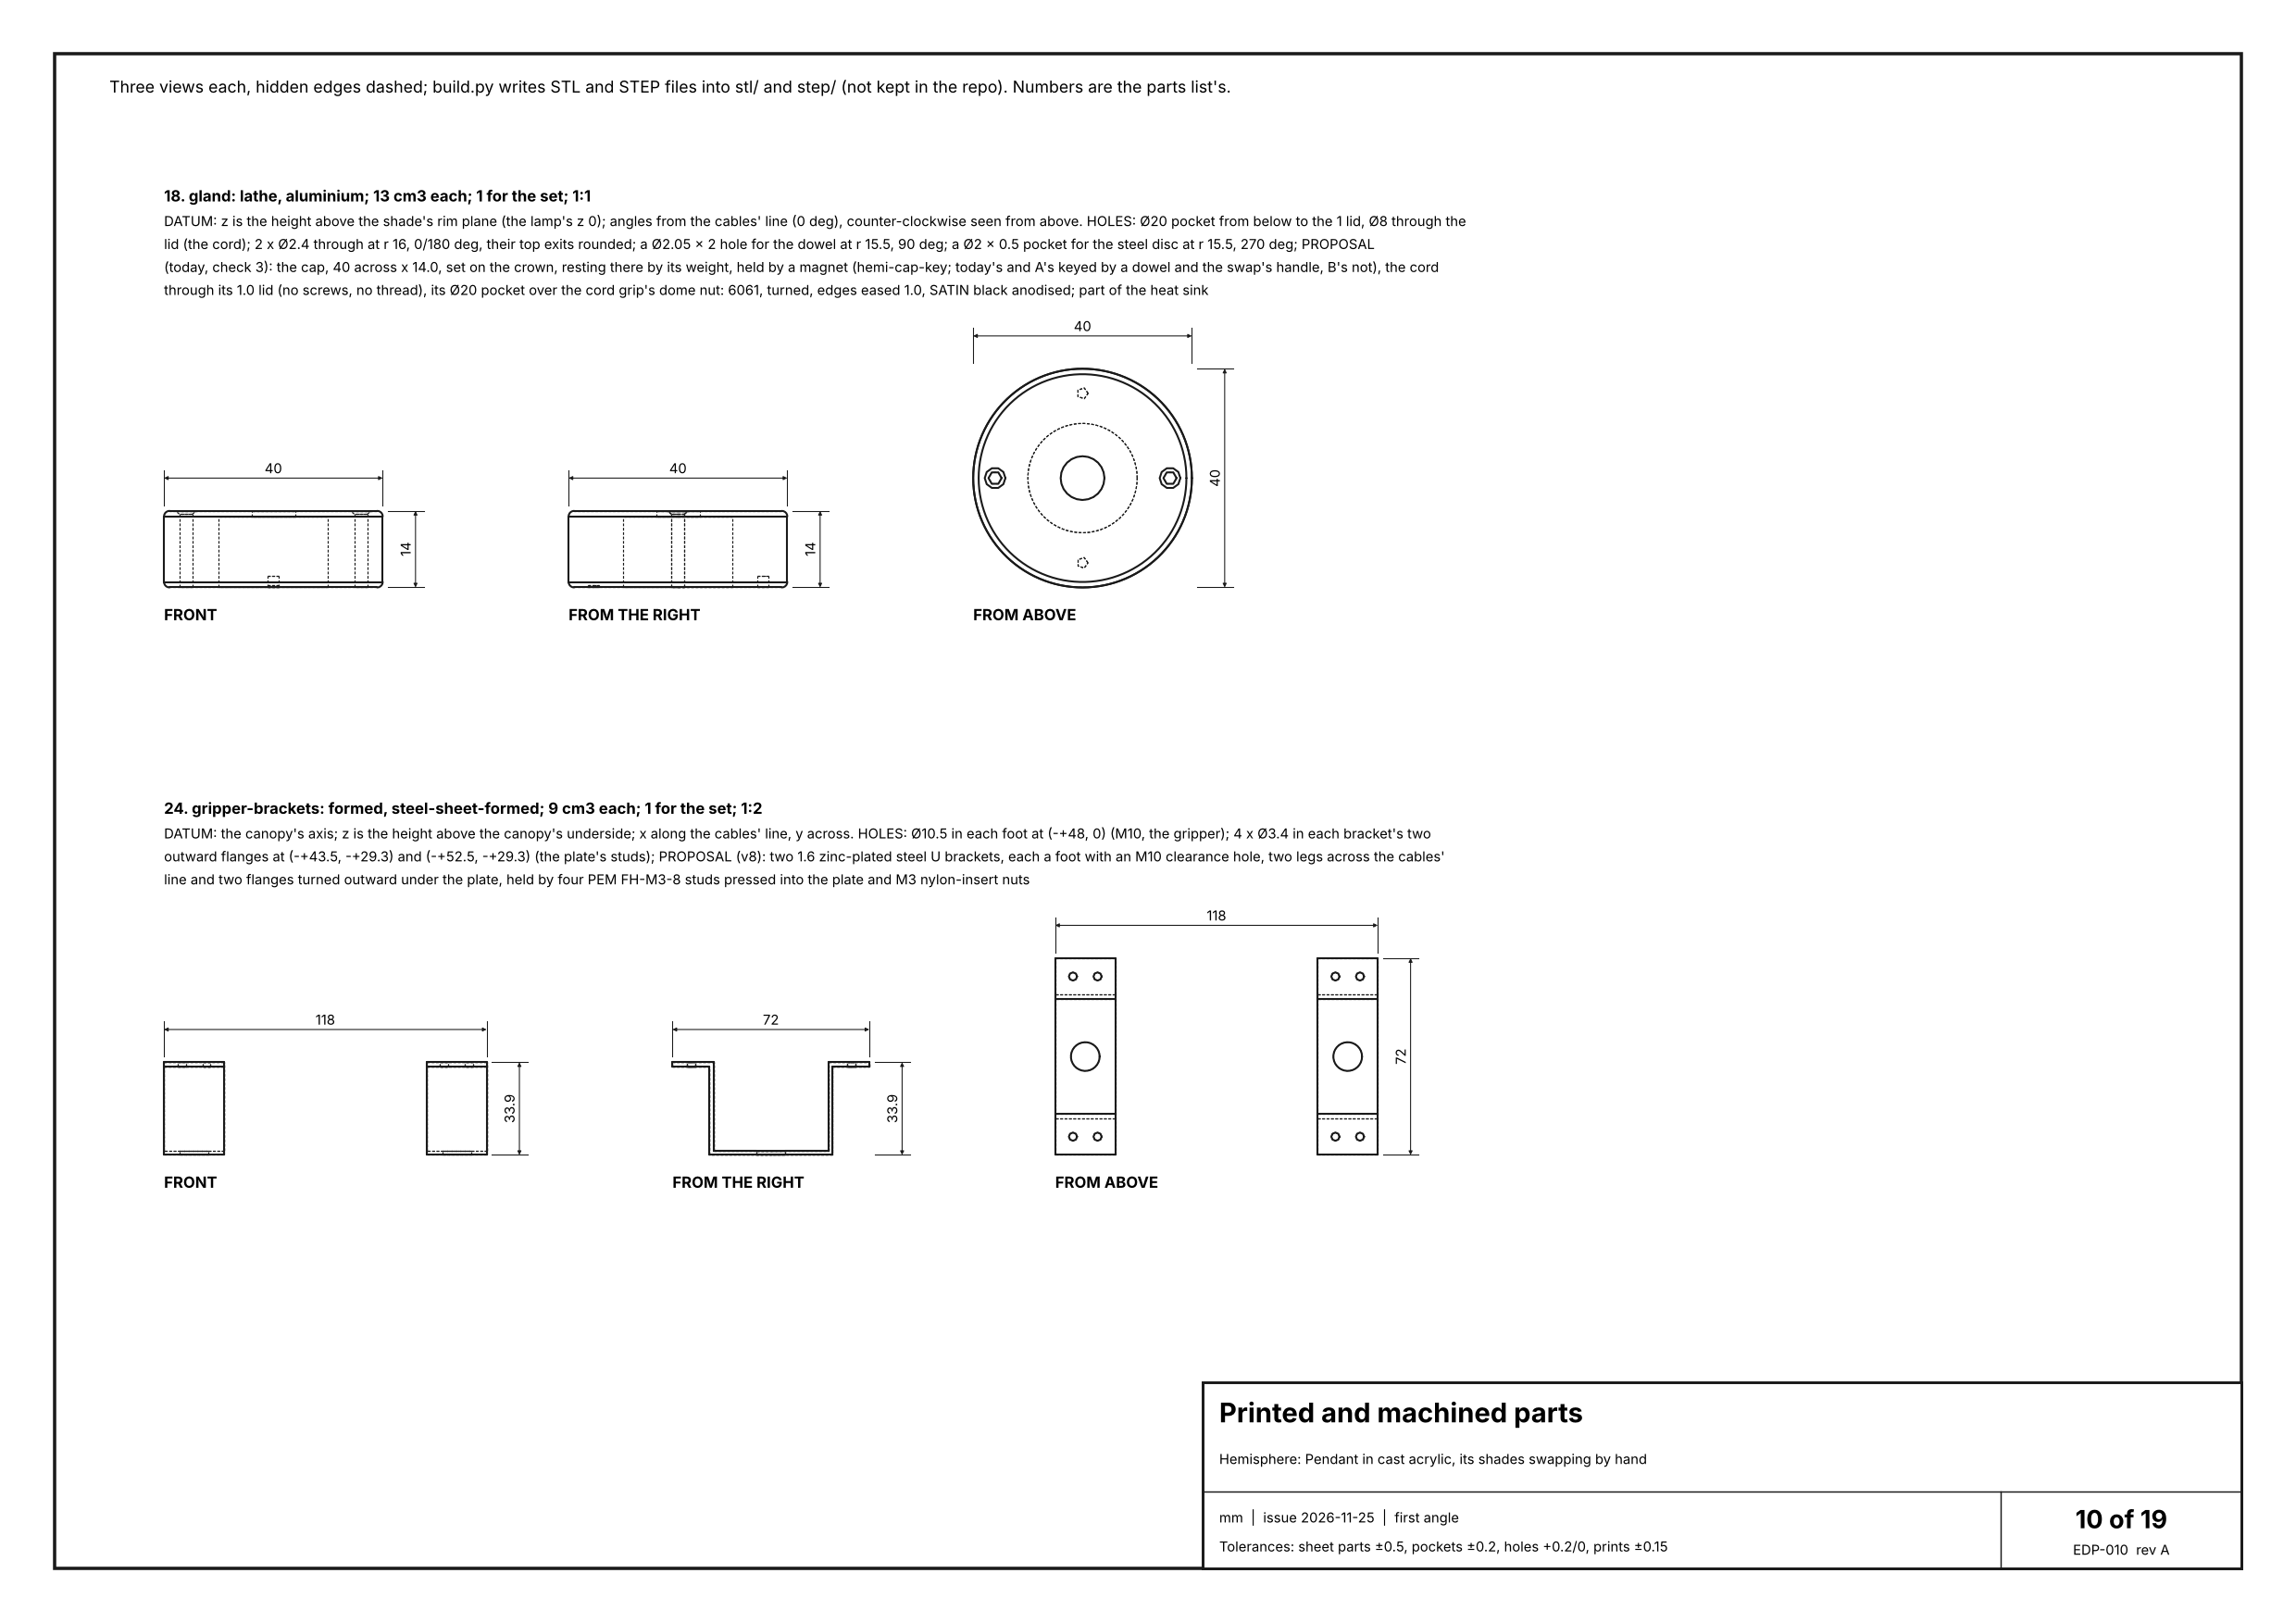 Three views each, hidden edges dashed; build.py writes STL and STEP files into stl/ and step/ (not kept in the repo). Numbers are the parts list's.
18. gland: lathe, aluminium; 13 cm3 each; 1 for the set; 1:1
DATUM: z is the height above the shade's rim plane (the lamp's z 0); angles from the cables' line (0 deg), counter-clockwise seen from above. HOLES: Ø20 pocket from below to the 1 lid, Ø8 through the
lid (the cord); 2 x Ø2.4 through at r 16, 0/180 deg, their top exits rounded; a Ø2.05 × 2 hole for the dowel at r 15.5, 90 deg; a Ø2 × 0.5 pocket for the steel disc at r 15.5, 270 deg; PROPOSAL
(today, check 3): the cap, 40 across x 14.0, set on the crown, resting there by its weight, held by a magnet (hemi-cap-key; today's and A's keyed by a dowel and the swap's handle, B's not), the cord
through its 1.0 lid (no screws, no thread), its Ø20 pocket over the cord grip's dome nut: 6061, turned, edges eased 1.0, SATIN black anodised; part of the heat sink
40
40
40
40
14
14
FRONT
FROM THE RIGHT
FROM ABOVE
24. gripper-brackets: formed, steel-sheet-formed; 9 cm3 each; 1 for the set; 1:2
DATUM: the canopy's axis; z is the height above the canopy's underside; x along the cables' line, y across. HOLES: Ø10.5 in each foot at (-+48, 0) (M10, the gripper); 4 x Ø3.4 in each bracket's two
outward flanges at (-+43.5, -+29.3) and (-+52.5, -+29.3) (the plate's studs); PROPOSAL (v8): two 1.6 zinc-plated steel U brackets, each a foot with an M10 clearance hole, two legs across the cables'
line and two flanges turned outward under the plate, held by four PEM FH-M3-8 studs pressed into the plate and M3 nylon-insert nuts
118
118
72
72
33.9
33.9
FRONT
FROM THE RIGHT
FROM ABOVE
Printed and machined parts
Hemisphere: Pendant in cast acrylic, its shades swapping by hand
mm | issue 2026-11-25 | first angle
Tolerances: sheet parts ±0.5, pockets ±0.2, holes +0.2/0, prints ±0.15
10 of 19
EDP-010 rev A